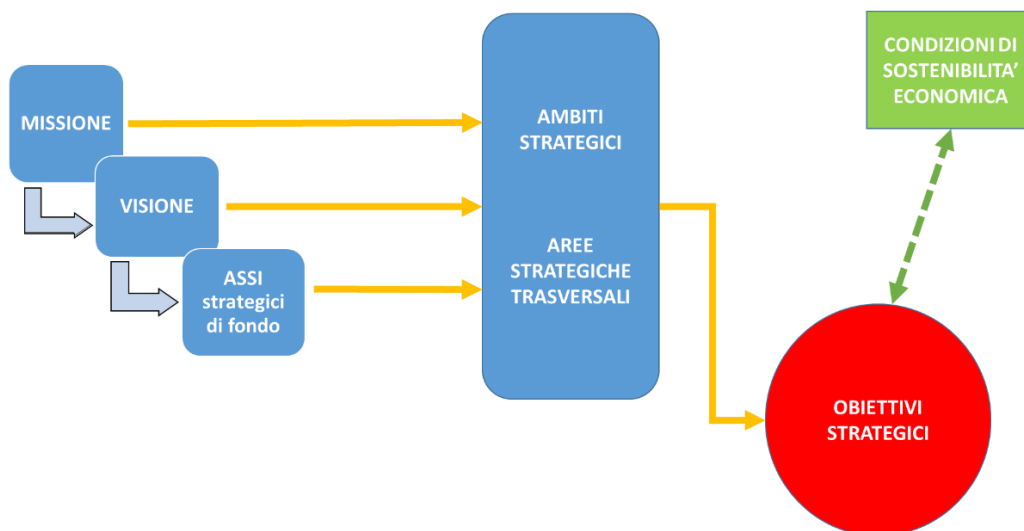 MISSIONE
VISIONE
ASSI
strategici
di fondo
AMBITI
STRATEGICI
AREE
STRATEGICHE
TRASVERSALI
CONDIZIONI DI
SOSTENIBILITA’
ECONOMICA
OBIETTIVI
STRATEGICI